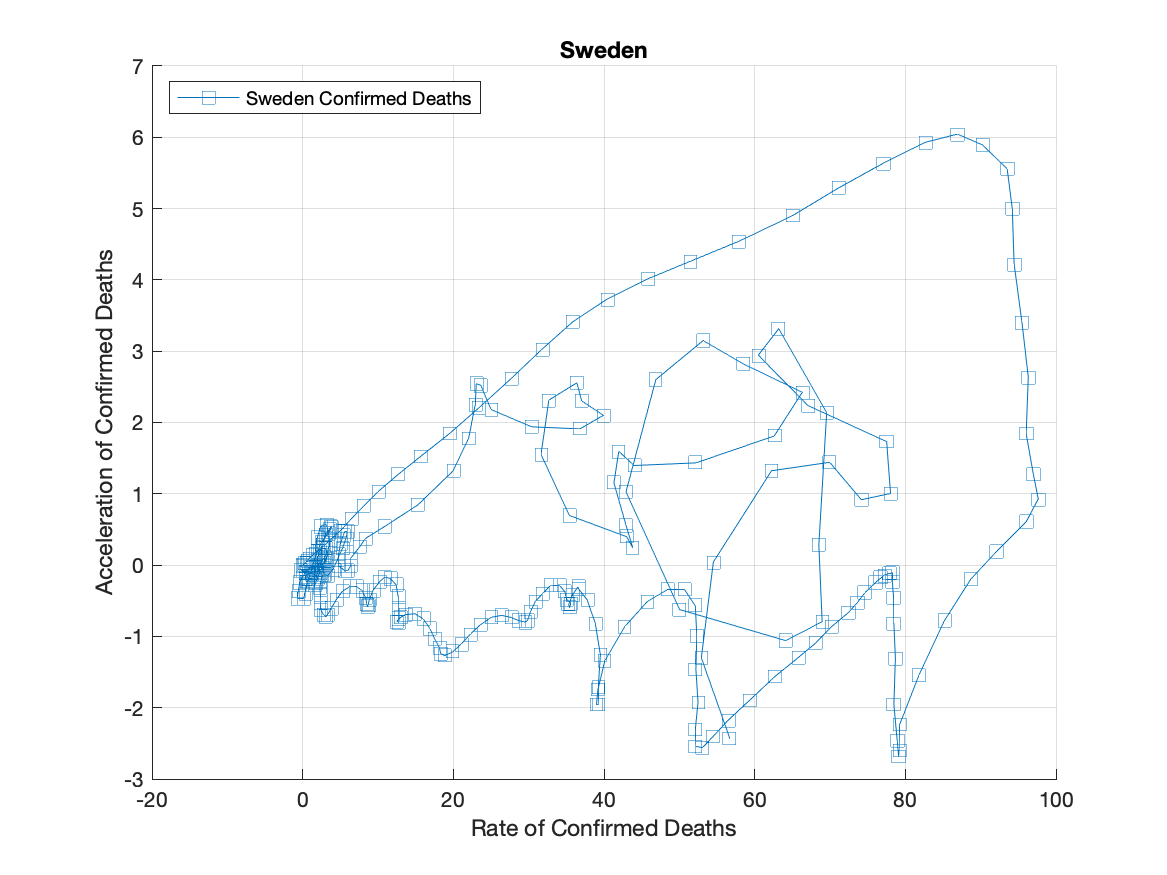 Sweden
7
Sweden Confirmed Deaths
6
5
4
3
2
1
0
-1
-2
-3
Acceleration of Confirmed Deaths
-20 0 20 40 60 80 100
Rate of Confirmed Deaths